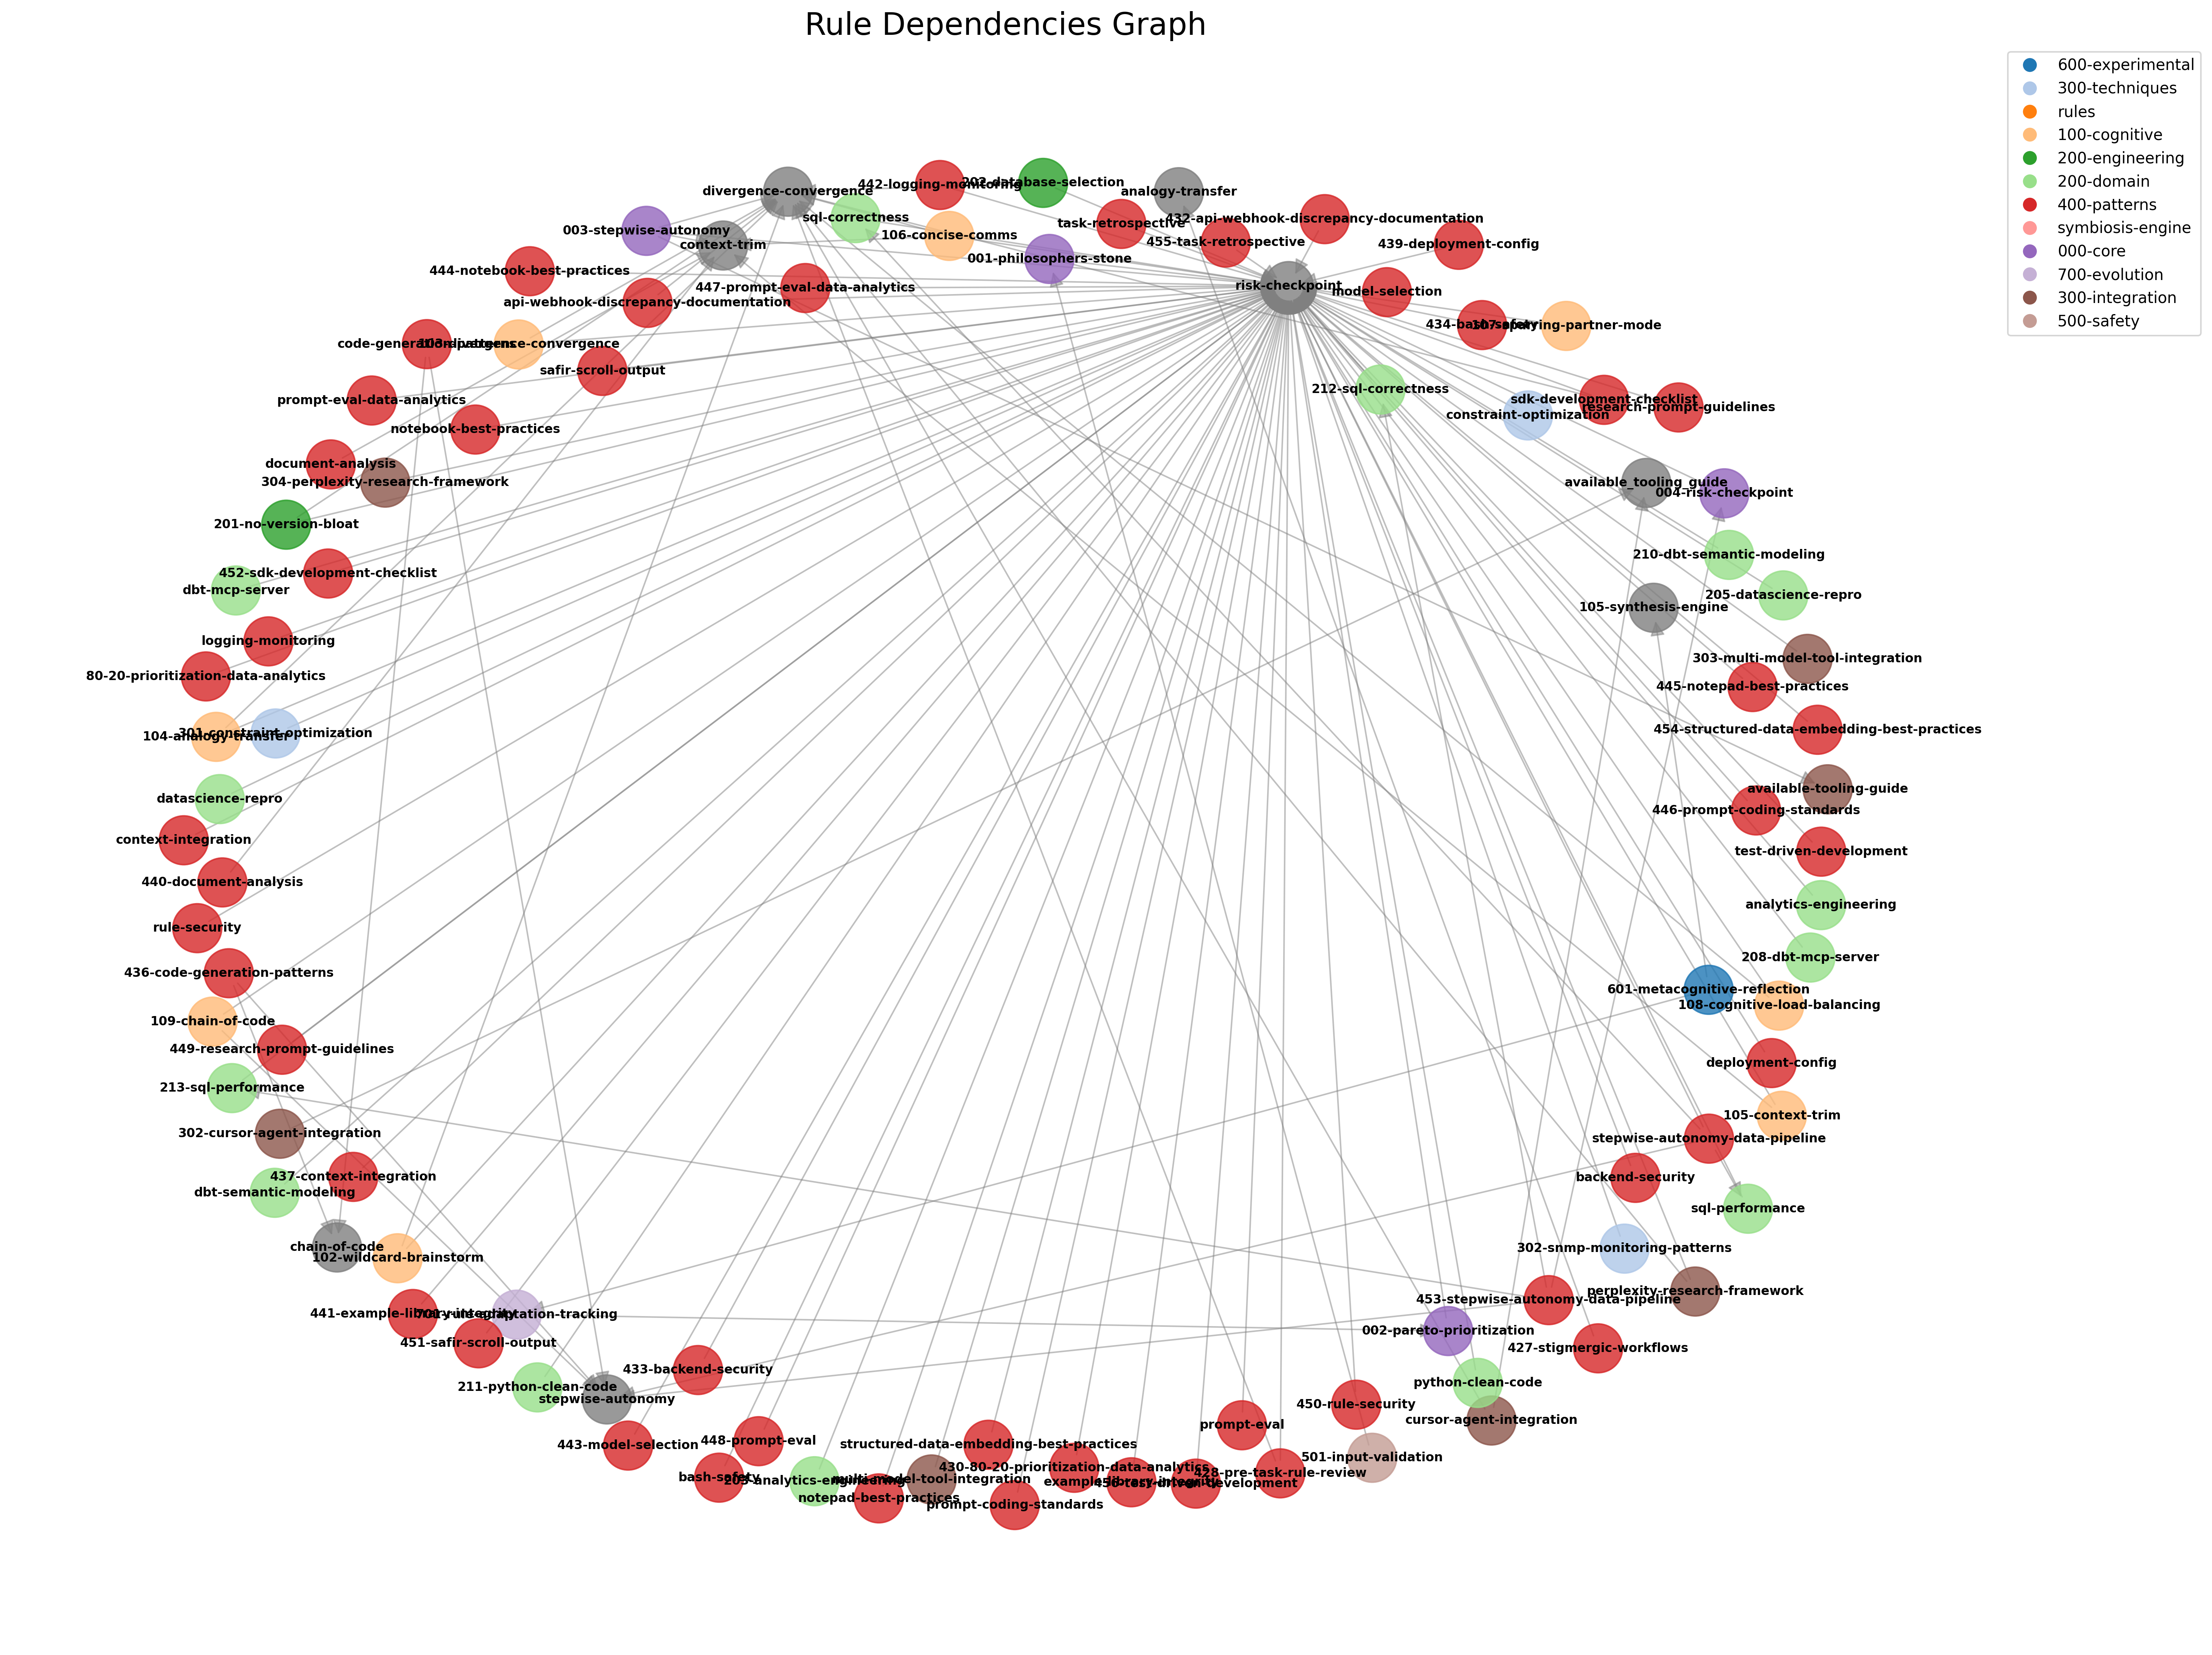 Rule Dependencies Graph
600-experimental
300-techniques
rules
100-cognitive
200-engineering
200-domain
400-patterns
symbiosis-engine
000-core
700-evolution
300-integration
500-safety
divergence-convergence
442-logging-monitoring
202-database-selection
analogy-transfer
sql-correctness
003-stepwise-autonomy
context-trim
106-concise-comms
task-retrospective
432-api-webhook-discrepancy-documentation
455-task-retrospective
439-deployment-config
001-philosophers-stone
444-notebook-best-practices
447-prompt-eval-data-analytics
api-webhook-discrepancy-documentation
risk-checkpoint
model-selection
434-bash-safety
107-sparring-partner-mode
code-generation-patterns
103-divergence-convergence
safir-scroll-output
212-sql-correctness
prompt-eval-data-analytics
sdk-development-checklist
research-prompt-guidelines
constraint-optimization
notebook-best-practices
document-analysis
304-perplexity-research-framework
available_tooling_guide
004-risk-checkpoint
201-no-version-bloat
210-dbt-semantic-modeling
452-sdk-development-checklist
dbt-mcp-server
205-datascience-repro
105-synthesis-engine
logging-monitoring
303-multi-model-tool-integration
80-20-prioritization-data-analytics
445-notepad-best-practices
104-analogy-transfer
301-constraint-optimization
454-structured-data-embedding-best-practices
datascience-repro
available-tooling-guide
446-prompt-coding-standards
context-integration
test-driven-development
440-document-analysis
analytics-engineering
rule-security
208-dbt-mcp-server
436-code-generation-patterns
601-metacognitive-reflection
108-cognitive-load-balancing
109-chain-of-code
449-research-prompt-guidelines
deployment-config
213-sql-performance
105-context-trim
302-cursor-agent-integration
stepwise-autonomy-data-pipeline
437-context-integration
backend-security
dbt-semantic-modeling
sql-performance
chain-of-code
302-snmp-monitoring-patterns
102-wildcard-brainstorm
perplexity-research-framework
453-stepwise-autonomy-data-pipeline
441-example-library-integrity
701-rule-adaptation-tracking
002-pareto-prioritization
451-safir-scroll-output
427-stigmergic-workflows
433-backend-security
python-clean-code
211-python-clean-code
stepwise-autonomy
450-rule-security
cursor-agent-integration
prompt-eval
443-model-selection
448-prompt-eval
structured-data-embedding-best-practices
501-input-validation
430-80-20-prioritization-data-analytics
428-pre-task-rule-review
bash-safety
203-analytics-engineering
multi-model-tool-integration
example-library-integrity
456-test-driven-development
notepad-best-practices
prompt-coding-standards